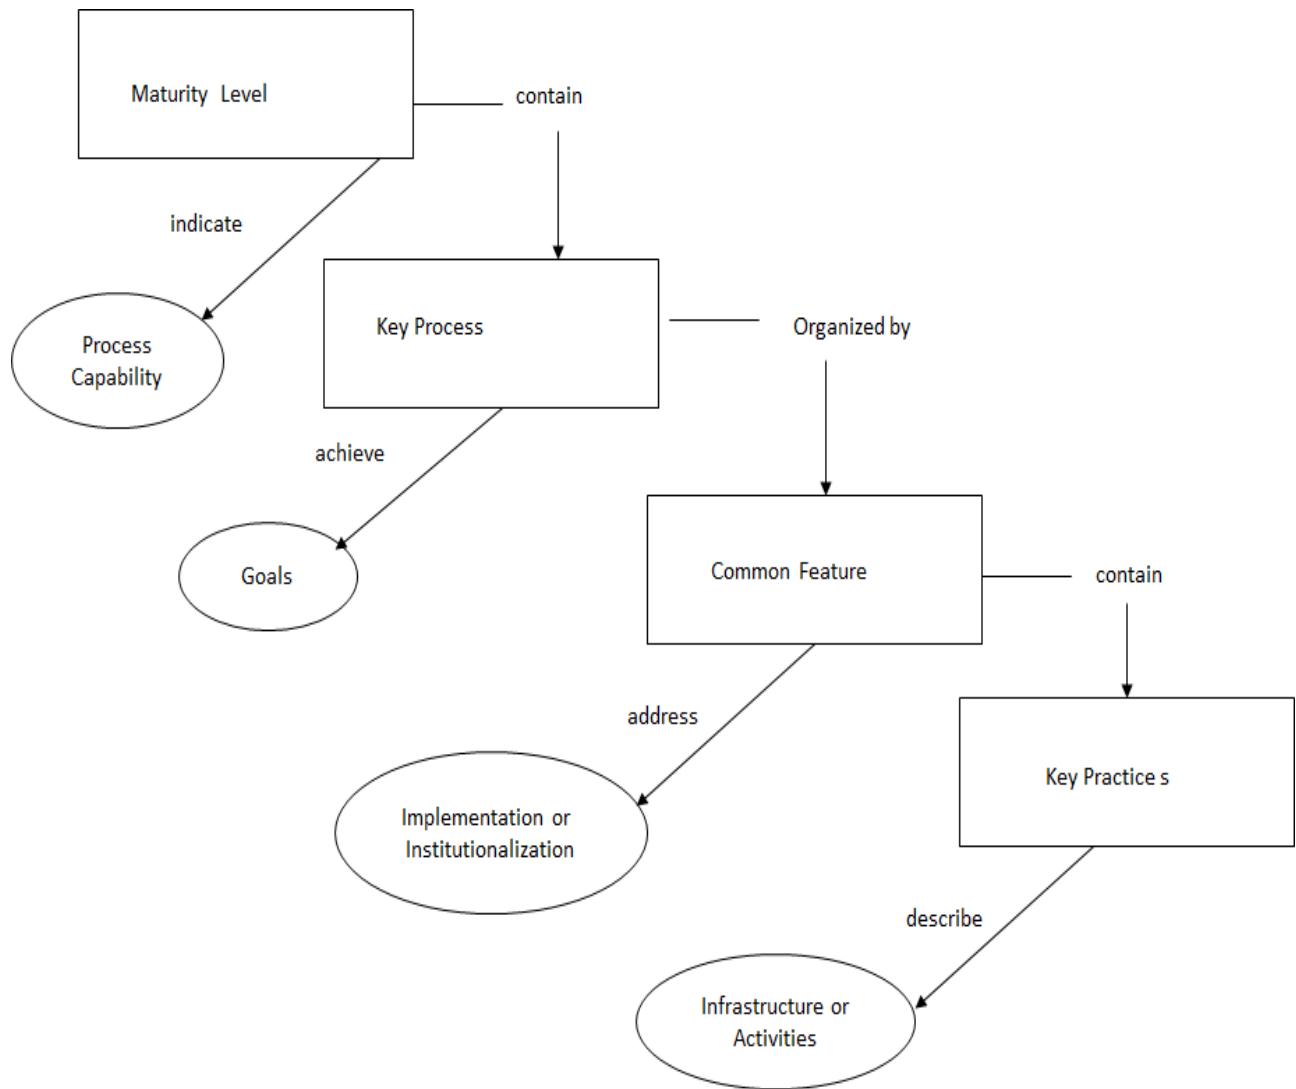 Maturity Level
contain
indicate
Key Process
Organized by
Process
Capability
achieve
Goals
Common Feature
contain
address
Key Practice s
Implementation or
Institutionalization
describe
Infrastructure or
Activities